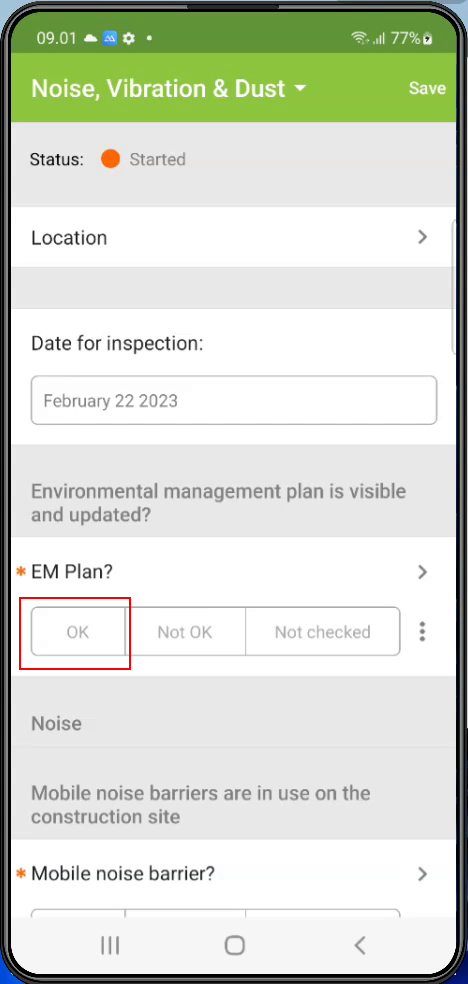 09.01 77%
Noise, Vibration & Dust Save
Status: Started
Location
Date for inspection:
February 22 2023
Environmental management plan is visible
and updated?
* EM Plan?
OK Not OK Not checked
Noise
Mobile noise barriers are in use on the
construction site
* Mobile noise barrier?